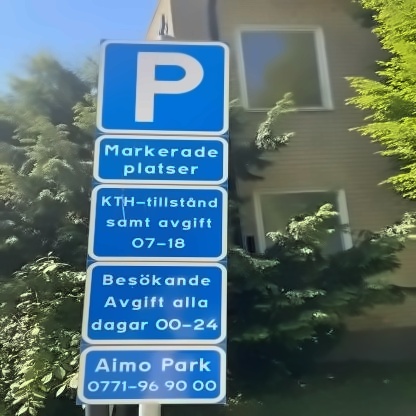 P
Markerade
platser
KTH-tillstånd
samt avgift
07-18
Besökande
Avgift alla
dagar 00-24
Aimo Park
0771-96 90 00